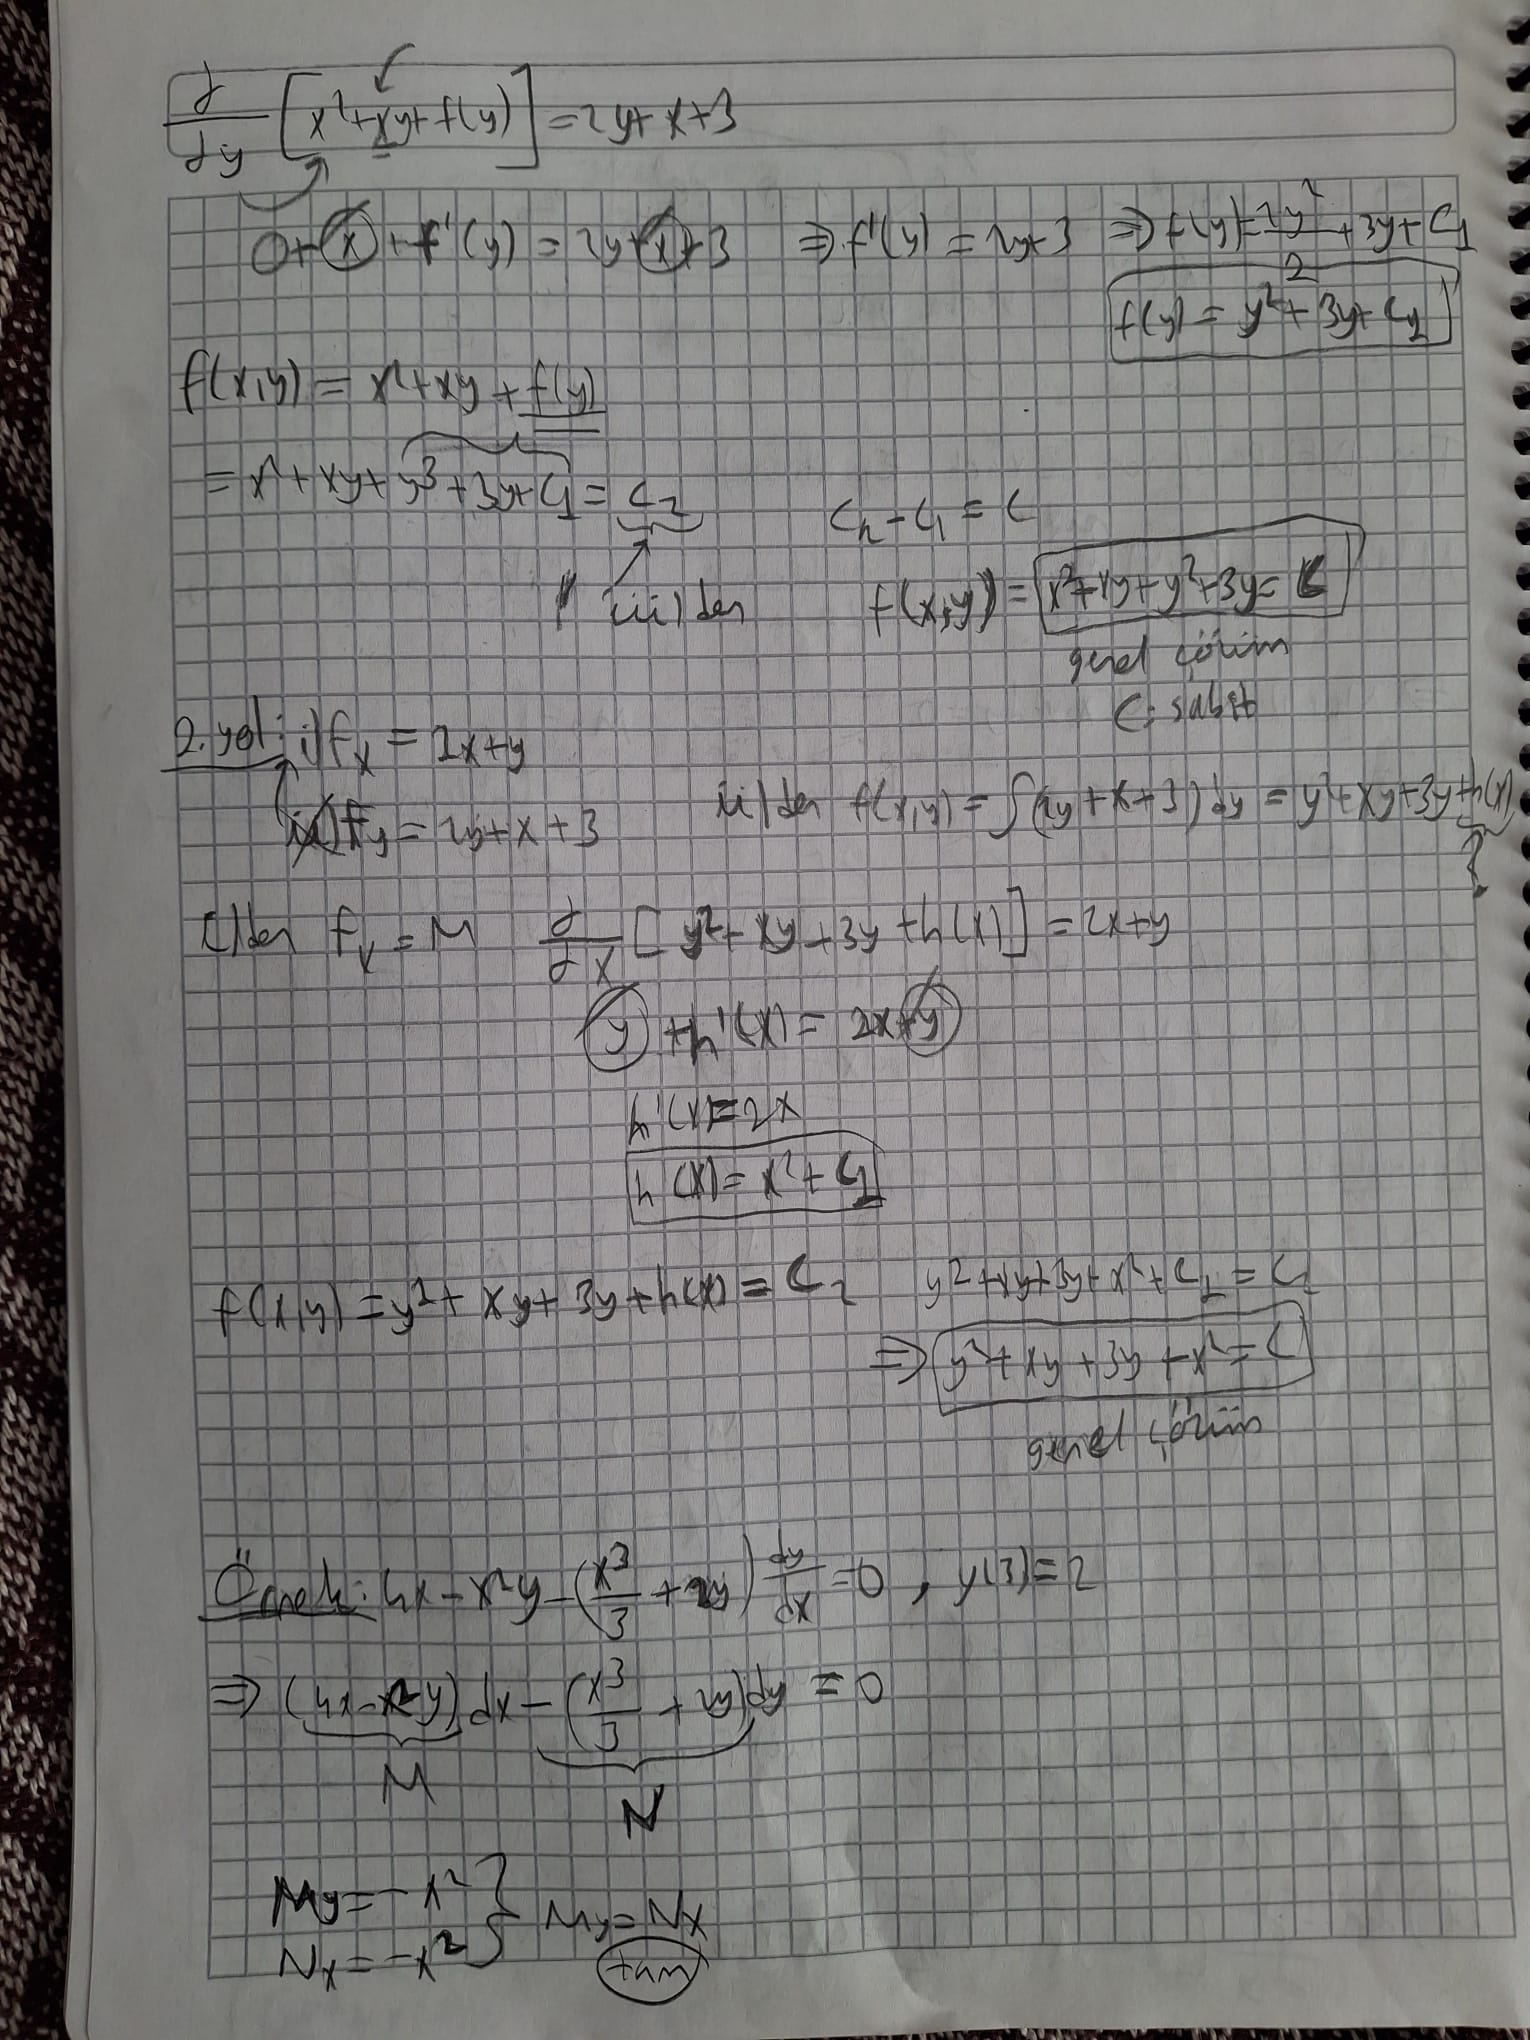 ∂/∂y [x²+xy+f(y)] = 2y+x+3
0+x+f'(y) = 2y+x+3 ⇒ f'(y) = 2y+3 ⇒ f(y) = 2y²/2 + 3y + C₁
f(y) = y²+3y+C₁
f(x,y) = x²+xy+f(y)
= x²+xy+y³+3y+C₁ = C₂ C₂-C₁ = C
iii) den f(x,y) = x²+xy+y²+3y = C
genel çözüm
C: sabit
2. yol: i) fx = 2x+y
ii) fy = 2y+x+3 ii) den f(x,y) = ∫(2y+x+3) dy = y²+xy+3y+h(x)
?
i) den fx = M ∂/∂x [y²+xy+3y+h(x)] = 2x+y
y+h'(x) = 2x+y
h'(x) = 2x
h(x) = x²+C₁
f(x,y) = y²+xy+3y+h(x) = C₂ y²+xy+3y+x²+C₁ = C₂
⇒ y²+xy+3y+x² = C
genel çözüm
Örnek: 4x-x²y-(x³/3+2y) dy/dx = 0, y(3) = 2
⇒ (4x-x²y) dx - (x³/3+2y) dy = 0
M
N
My = -x² } My = Nx
Nx = -x²
tam